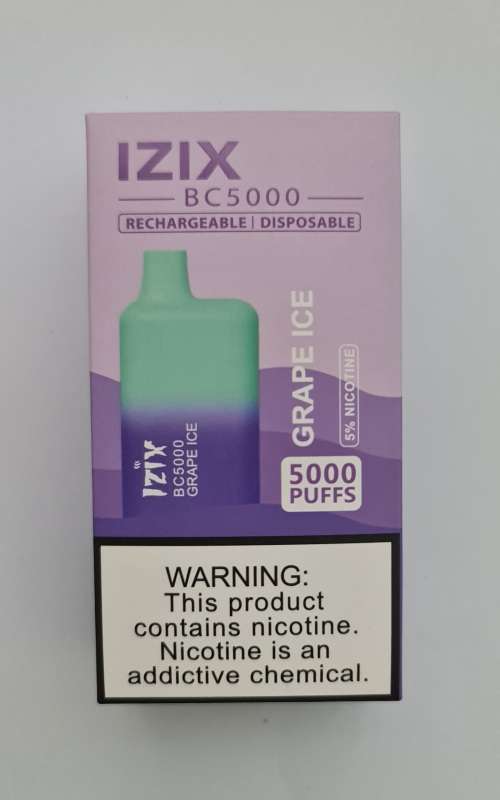 IZIX
BC5000
RECHARGEABLE | DISPOSABLE
GRAPE ICE
5% NICOTINE
IZIX
BC5000
GRAPE ICE
5000
PUFFS
WARNING:
This product
contains nicotine.
Nicotine is an
addictive chemical.